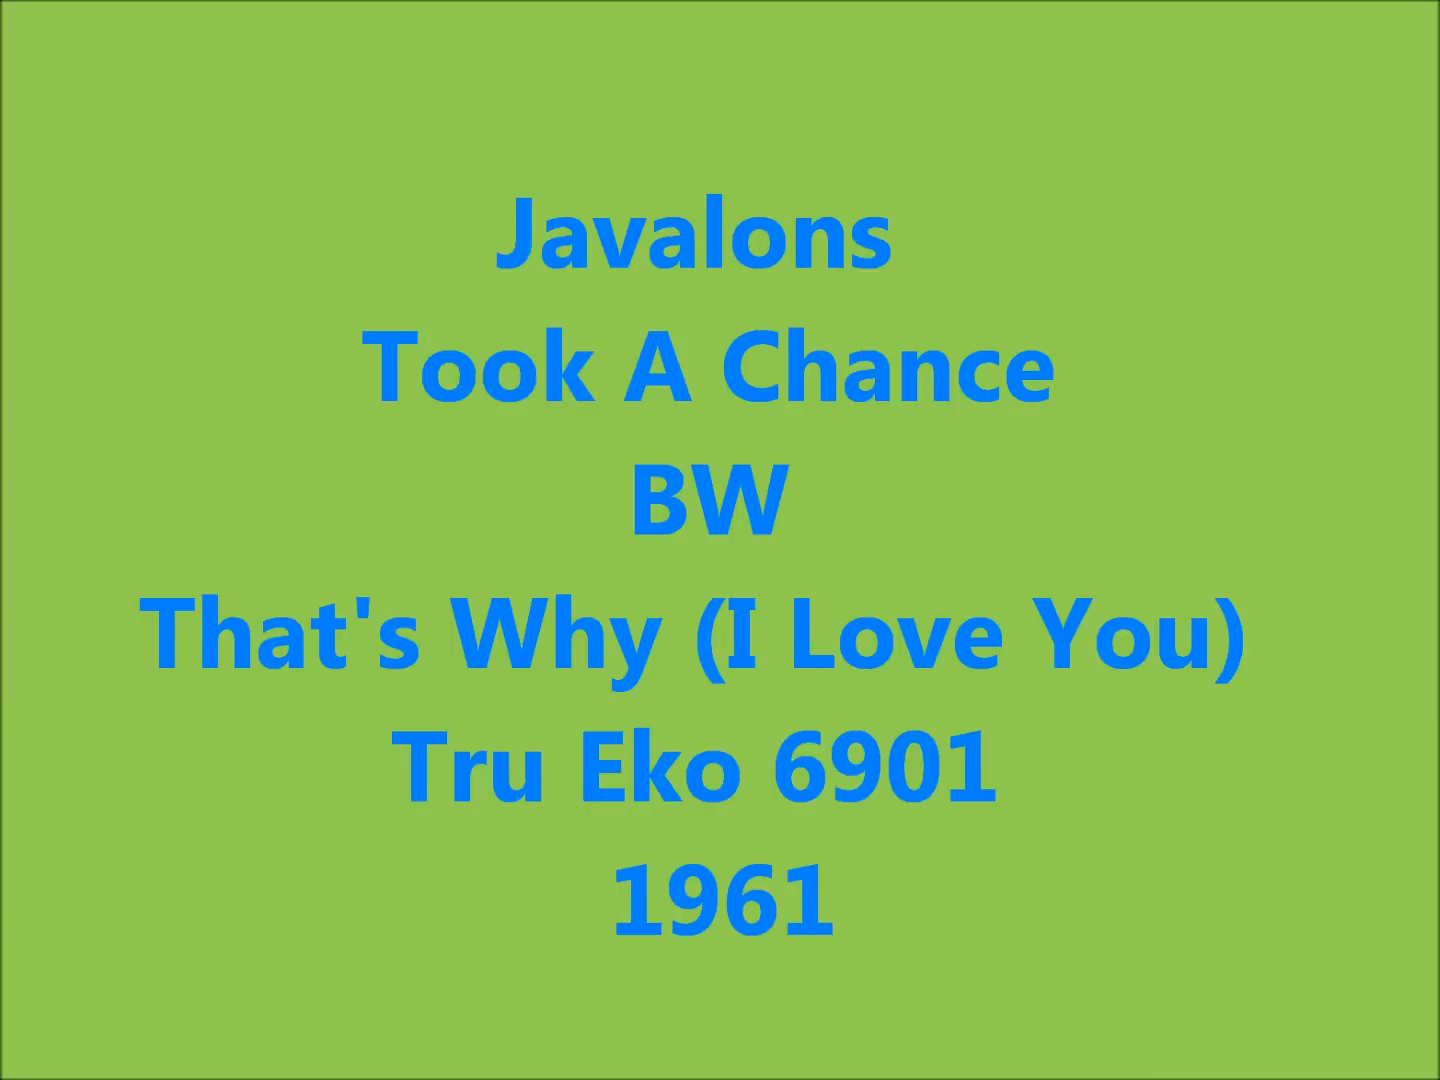 Javalons
Took A Chance
BW
That's Why (I Love You)
Tru Eko 6901
1961